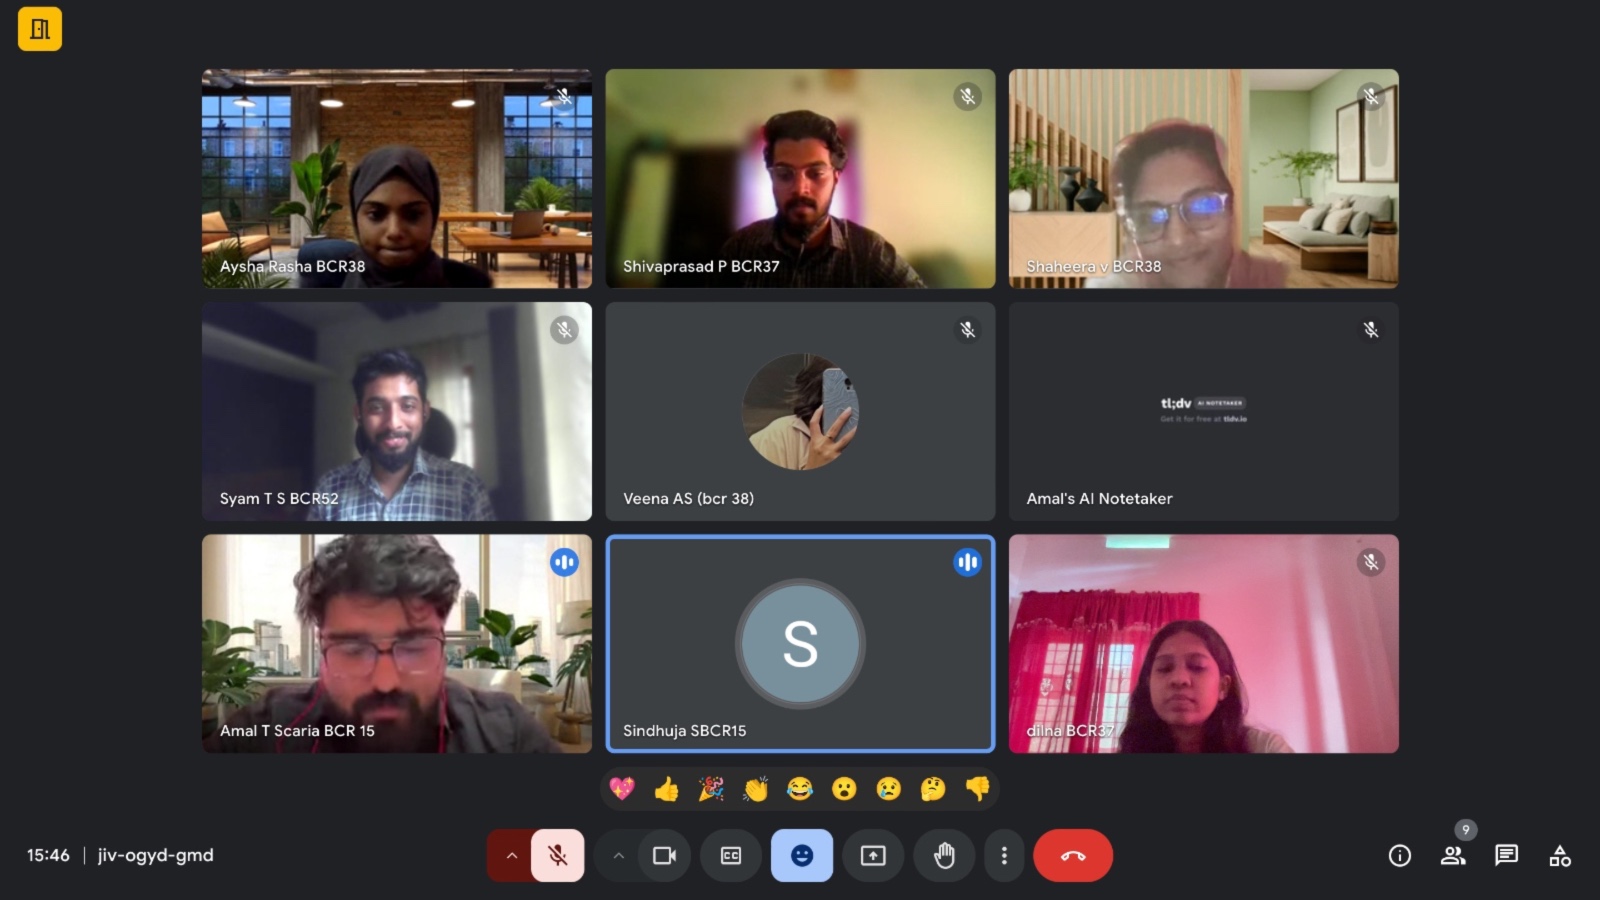 Aysha Rasha BCR38
Shivaprasad P BCR37
Shaheera v BCR38
Syam T S BCR52
Veena AS (bcr 38)
tl;dv AI NOTETAKER
Get it for free at tldv.io
Amal's AI Notetaker
Amal T Scaria BCR 15
S
Sindhuja SBCR15
dilna BCR37
15:46 | jiv-ogyd-gmd
CC
9